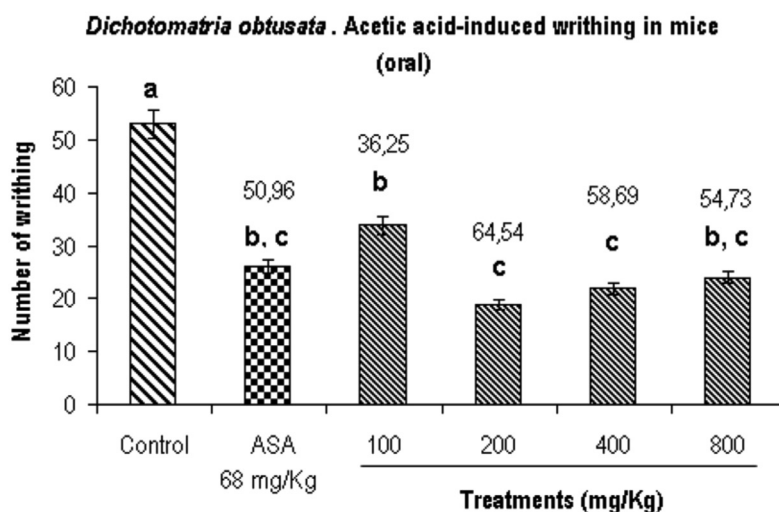 Dichotomatria obtusata . Acetic acid-induced writhing in mice
(oral)
Number of writhing
60
50
40
30
20
10
0
a
50,96
b, c
36,25
b
64,54
c
58,69
c
54,73
b, c
Control
ASA
68 mg/Kg
100
200
400
800
Treatments (mg/Kg)